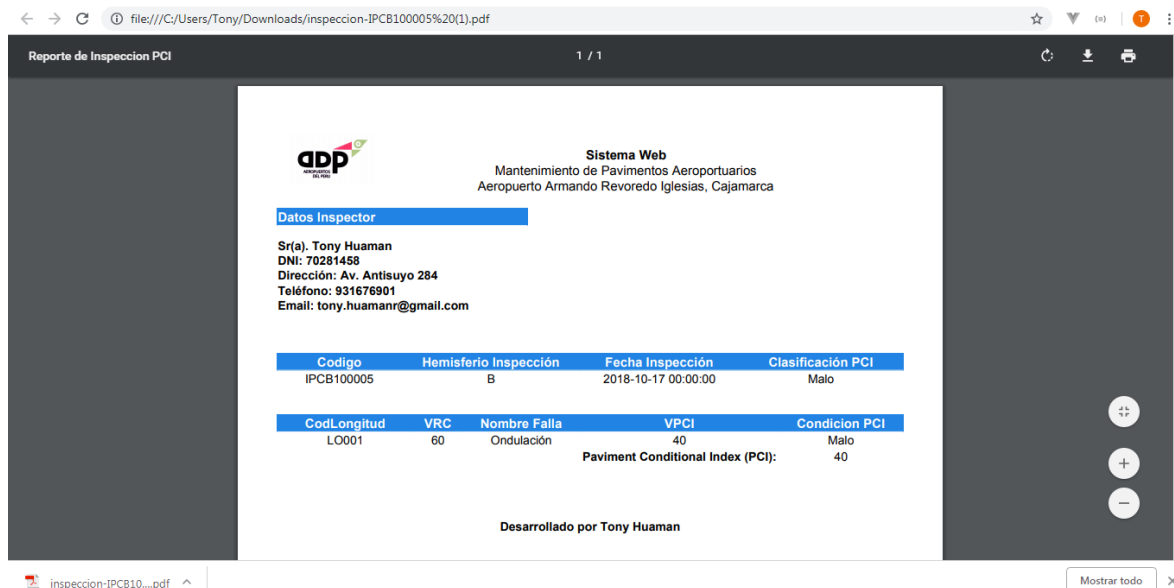 file:///C:/Users/Tony/Downloads/inspeccion-IPCB100005%20(1).pdf
T
Reporte de Inspeccion PCI
1 / 1
adp
AEROPUERTOS
DEL PERU
Sistema Web
Mantenimiento de Pavimentos Aeroportuarios
Aeropuerto Armando Revoredo Iglesias, Cajamarca
Datos Inspector
Sr(a). Tony Huaman
DNI: 70281458
Dirección: Av. Antisuyo 284
Teléfono: 931676901
Email: tony.huamanr@gmail.com
Codigo Hemisferio Inspección Fecha Inspección Clasificación PCI
IPCB100005 B 2018-10-17 00:00:00 Malo
CodLongitud VRC Nombre Falla VPCI Condicion PCI
LO001 60 Ondulación 40 Malo
Paviment Conditional Index (PCI): 40
Desarrollado por Tony Huaman
inspeccion-IPCB10....pdf
Mostrar todo